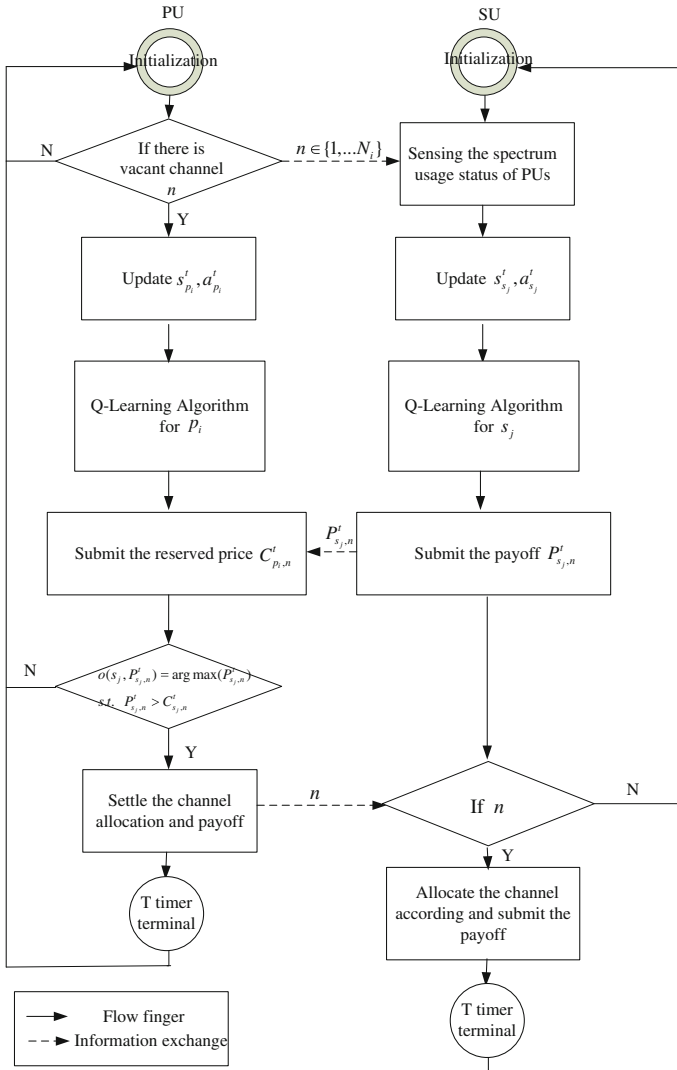 PU
Initialization
If there is
vacant channel
n
N
Y
n ∈ {1,...N_i}
Update s^t_{p_i}, a^t_{p_i}
Q-Learning Algorithm
for p_i
Submit the reserved price C^t_{p_i,n}
P^t_{s_j,n}
o(s_j, P^t_{s_j,n}) = arg max(P^t_{s_j,n})
s.t. P^t_{s_j,n} > C^t_{s_j,n}
N
Y
Settle the channel
allocation and payoff
n
T timer
terminal
SU
Initialization
Sensing the spectrum
usage status of PUs
Update s^t_{s_j}, a^t_{s_j}
Q-Learning Algorithm
for s_j
Submit the payoff P^t_{s_j,n}
If n
N
Y
Allocate the channel
according and submit the
payoff
T timer
terminal
Flow finger
Information exchange